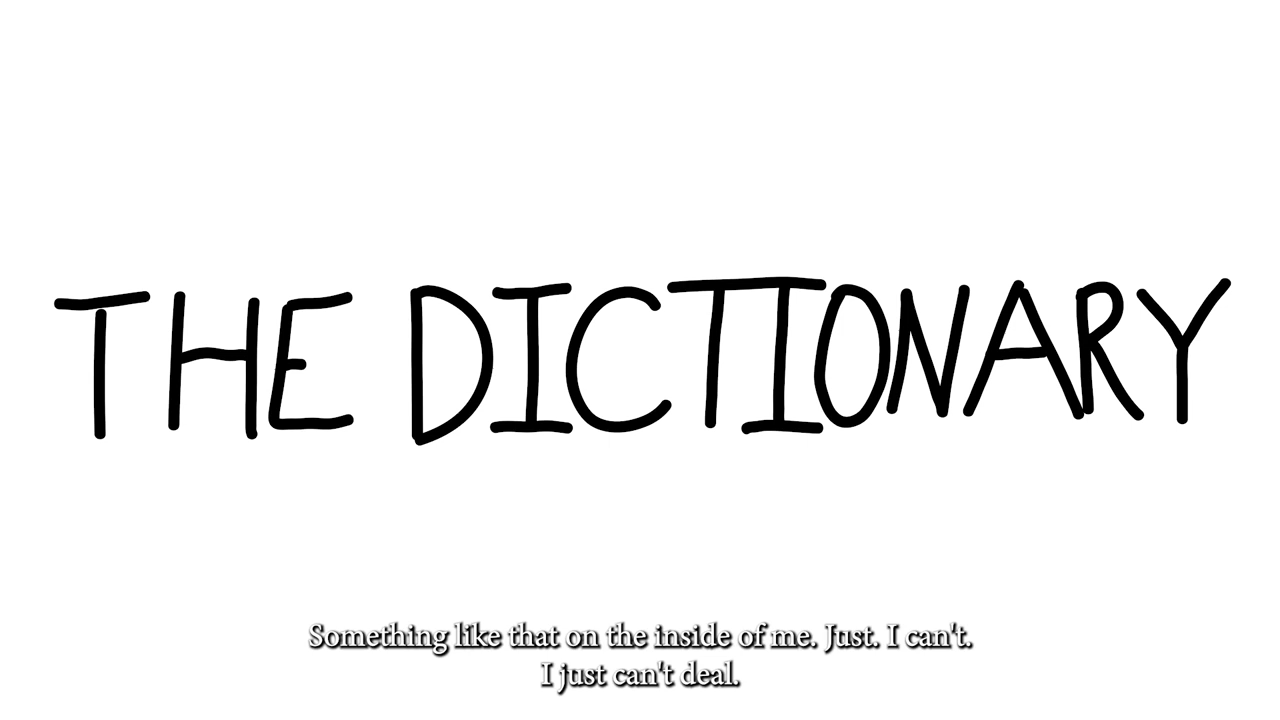 THE DICTIONARY
Something like that on the inside of me. Just. I can't.
I just can't deal.